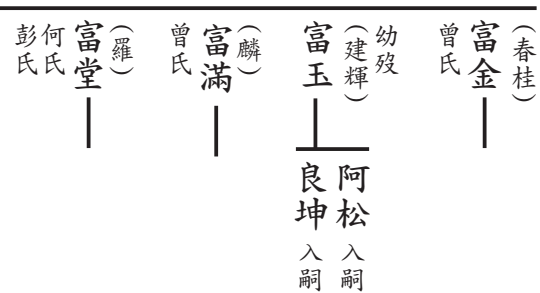 (春桂)
富金
曾氏
幼歿
(建輝)
富玉
阿松 入嗣
良坤 入嗣
(麟)
富滿
曾氏
(羅)
富堂
何氏
彭氏